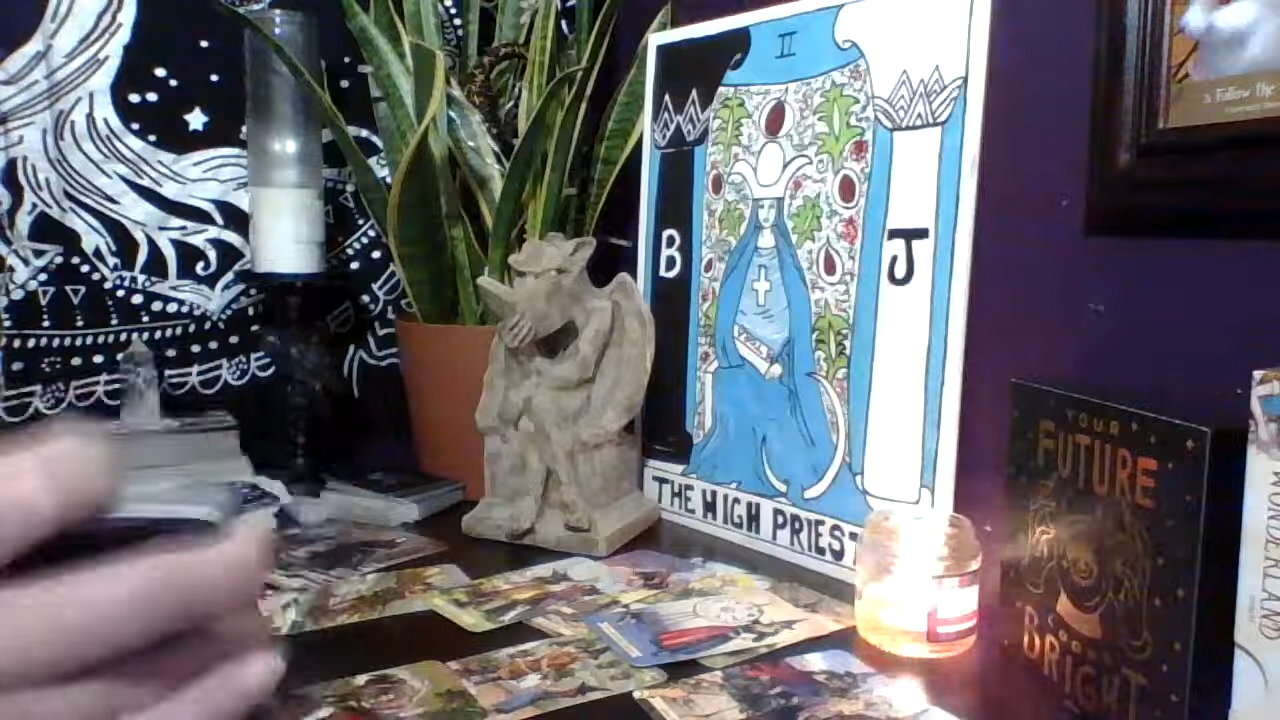 II
B
J
THE HIGH PRIEST
Follow the
YOUR
FUTURE
BRIGHT
WONDERLAND